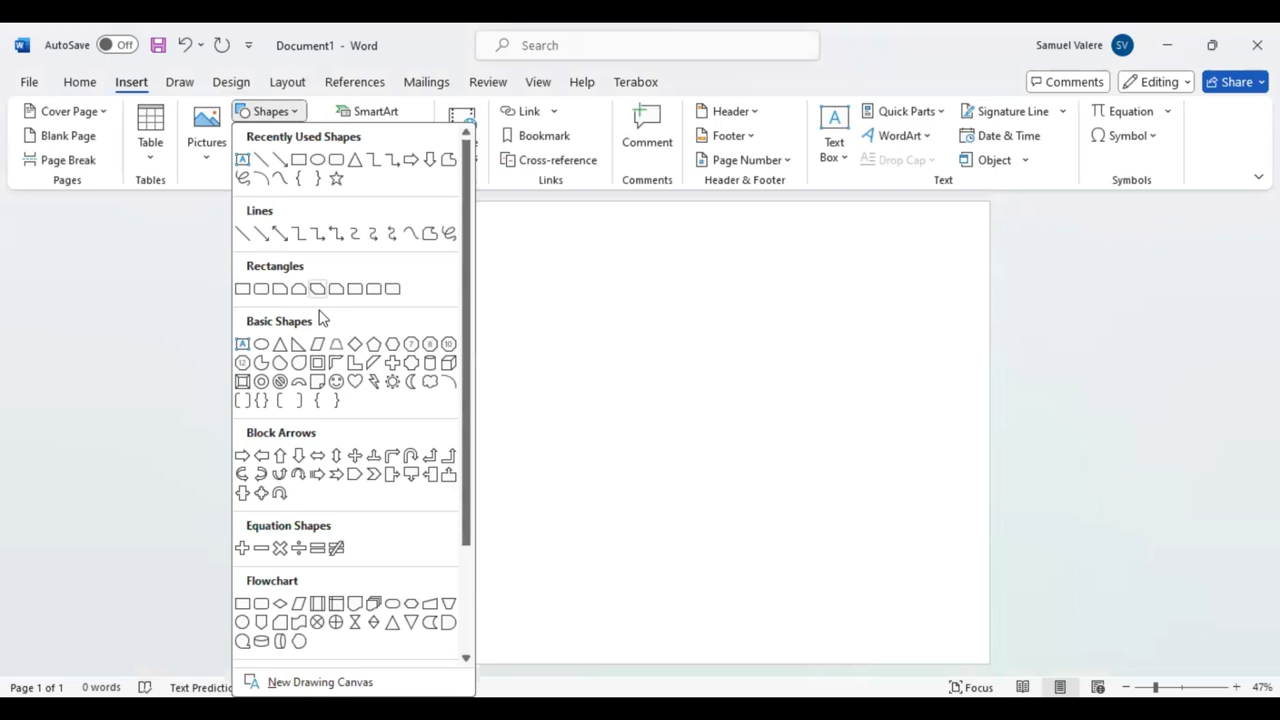 AutoSave Off Document1 - Word Search Samuel Valere SV
File Home Insert Draw Design Layout References Mailings Review View Help Terabox Comments Editing Share
Cover Page Shapes SmartArt Link Header Quick Parts Signature Line Equation
Blank Page Table Pictures Bookmark Comment Footer Text Box WordArt Date & Time Symbol
Page Break Cross-reference Page Number Drop Cap Object
Pages Tables Links Comments Header & Footer Text Symbols
Recently Used Shapes
Lines
Rectangles
Basic Shapes
Block Arrows
Equation Shapes
Flowchart
New Drawing Canvas
Page 1 of 1 0 words Text Predictio Focus 47%